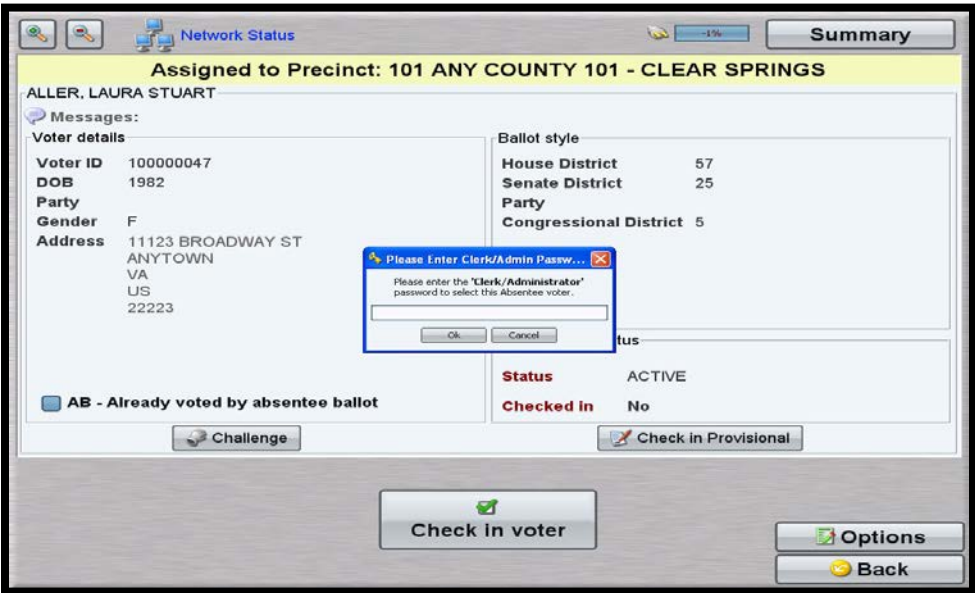 Network Status
-1%
Summary
Assigned to Precinct: 101 ANY COUNTY 101 - CLEAR SPRINGS
ALLER, LAURA STUART
Messages:
Voter details
Voter ID 100000047
DOB 1982
Party
Gender F
Address 11123 BROADWAY ST
ANYTOWN
VA
US
22223
AB - Already voted by absentee ballot
Challenge
Ballot style
House District 57
Senate District 25
Party
Congressional District 5
Please Enter Clerk/Admin Passw...
Please enter the 'Clerk/Administrator'
password to select this Absentee voter.
Ok
Cancel
tus
Status ACTIVE
Checked in No
Check in Provisional
Check in voter
Options
Back